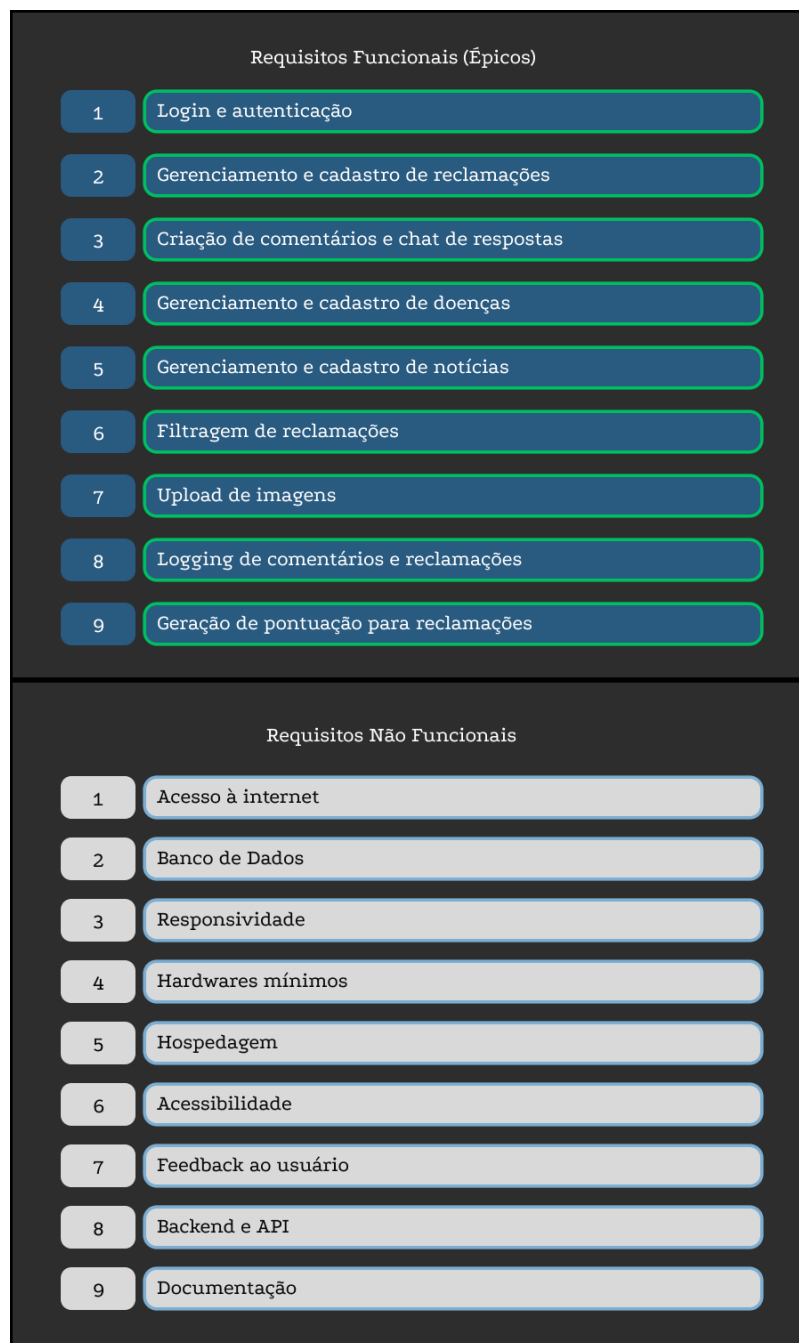 Requisitos Funcionais (Épicos)
1 Login e autenticação
2 Gerenciamento e cadastro de reclamações
3 Criação de comentários e chat de respostas
4 Gerenciamento e cadastro de doenças
5 Gerenciamento e cadastro de notícias
6 Filtragem de reclamações
7 Upload de imagens
8 Logging de comentários e reclamações
9 Geração de pontuação para reclamações
Requisitos Não Funcionais
1 Acesso à internet
2 Banco de Dados
3 Responsividade
4 Hardwares mínimos
5 Hospedagem
6 Acessibilidade
7 Feedback ao usuário
8 Backend e API
9 Documentação